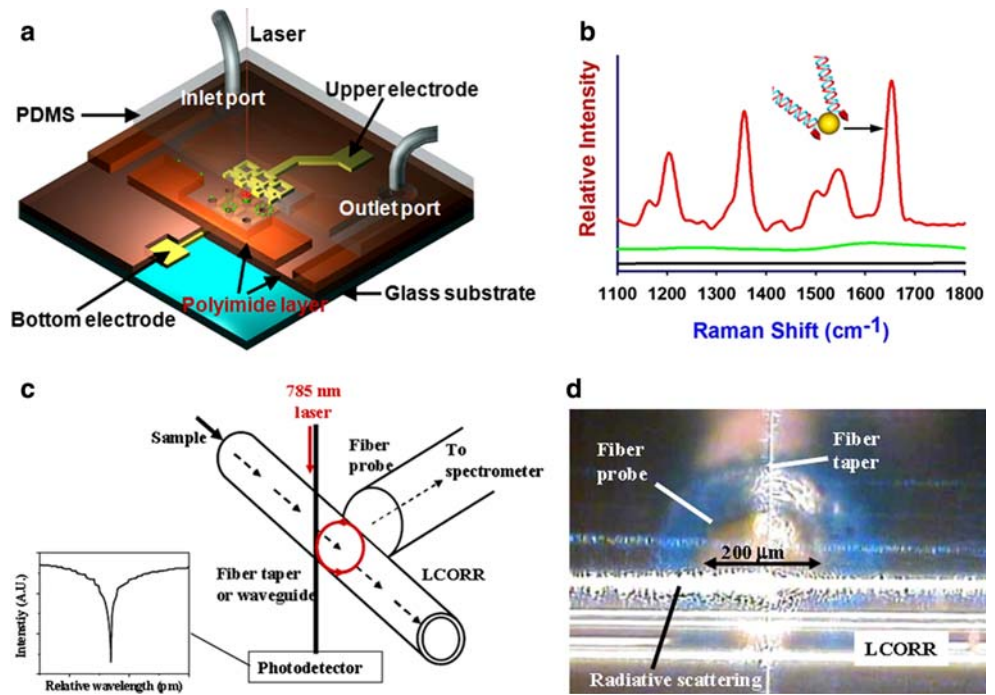 a
Laser
Inlet port
Upper electrode
PDMS
Outlet port
Polyimide layer
Glass substrate
Bottom electrode
b
Relative Intensity
1100 1200 1300 1400 1500 1600 1700 1800
Raman Shift (cm-1)
c
785 nm
laser
Sample
Fiber
probe
To
spectrometer
Fiber taper
or waveguide
LCORR
Intenstiy (A.U.)
Relative wavelength (pm)
Photodetector
d
Fiber
probe
Fiber
taper
200 µm
LCORR
Radiative scattering